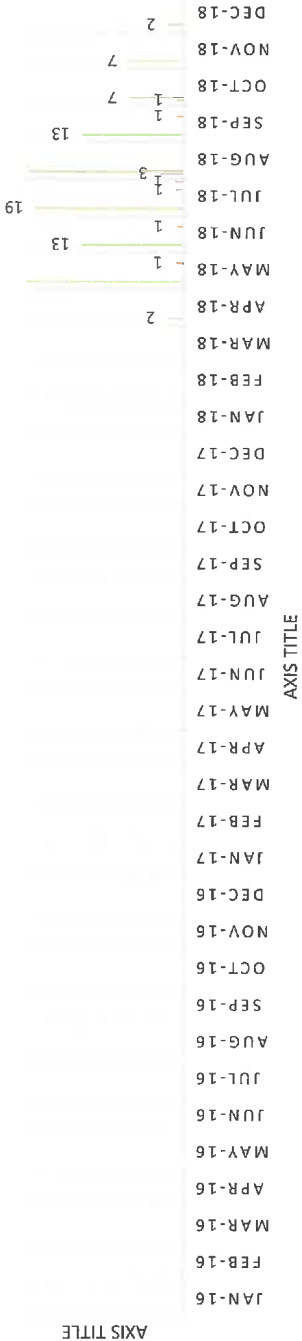 AXIS TITLE
JAN-16
FEB-16
MAR-16
APR-16
MAY-16
JUN-16
JUL-16
AUG-16
SEP-16
OCT-16
NOV-16
DEC-16
JAN-17
FEB-17
MAR-17
APR-17
MAY-17
JUN-17
JUL-17
AUG-17
SEP-17
OCT-17
NOV-17
DEC-17
JAN-18
FEB-18
MAR-18
APR-18
MAY-18
JUN-18
JUL-18
AUG-18
SEP-18
OCT-18
NOV-18
DEC-18
AXIS TITLE
2
1
13
1
19
1
1
3
13
1
1
7
7
2